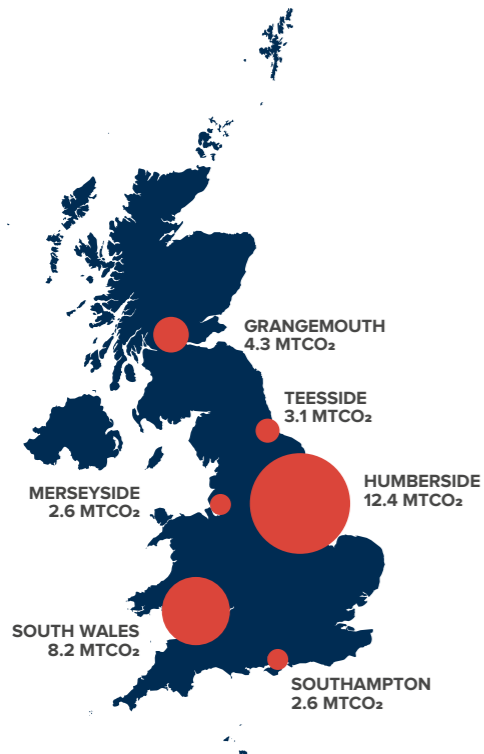 GRANGEMOUTH
4.3 MTCO₂
TEESSIDE
3.1 MTCO₂
HUMBERSIDE
12.4 MTCO₂
MERSEYSIDE
2.6 MTCO₂
SOUTH WALES
8.2 MTCO₂
SOUTHAMPTON
2.6 MTCO₂